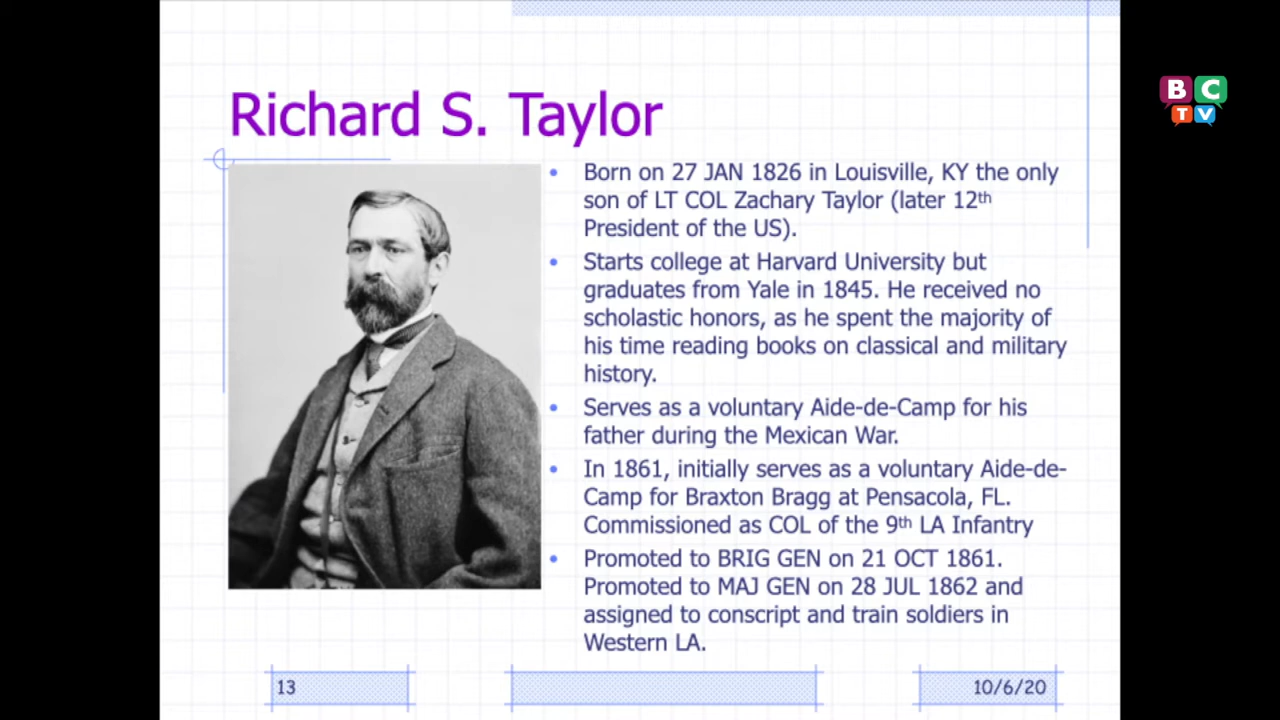 B C
T V
Richard S. Taylor
• Born on 27 JAN 1826 in Louisville, KY the only
son of LT COL Zachary Taylor (later 12th
President of the US).
• Starts college at Harvard University but
graduates from Yale in 1845. He received no
scholastic honors, as he spent the majority of
his time reading books on classical and military
history.
• Serves as a voluntary Aide-de-Camp for his
father during the Mexican War.
• In 1861, initially serves as a voluntary Aide-de-
Camp for Braxton Bragg at Pensacola, FL.
Commissioned as COL of the 9th LA Infantry
• Promoted to BRIG GEN on 21 OCT 1861.
Promoted to MAJ GEN on 28 JUL 1862 and
assigned to conscript and train soldiers in
Western LA.
13
10/6/20